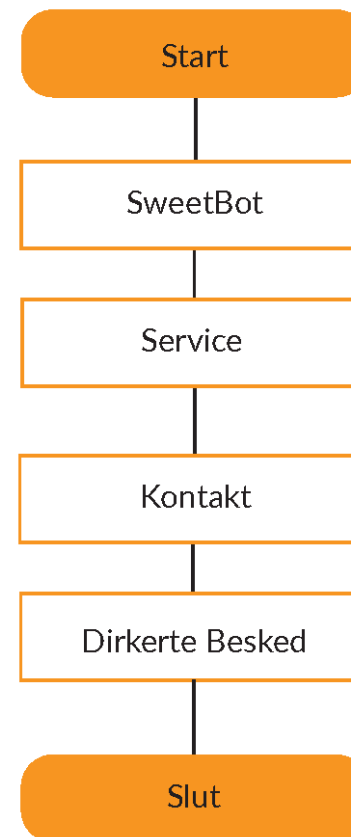 Start
SweetBot
Service
Kontakt
Dirkerte Besked
Slut